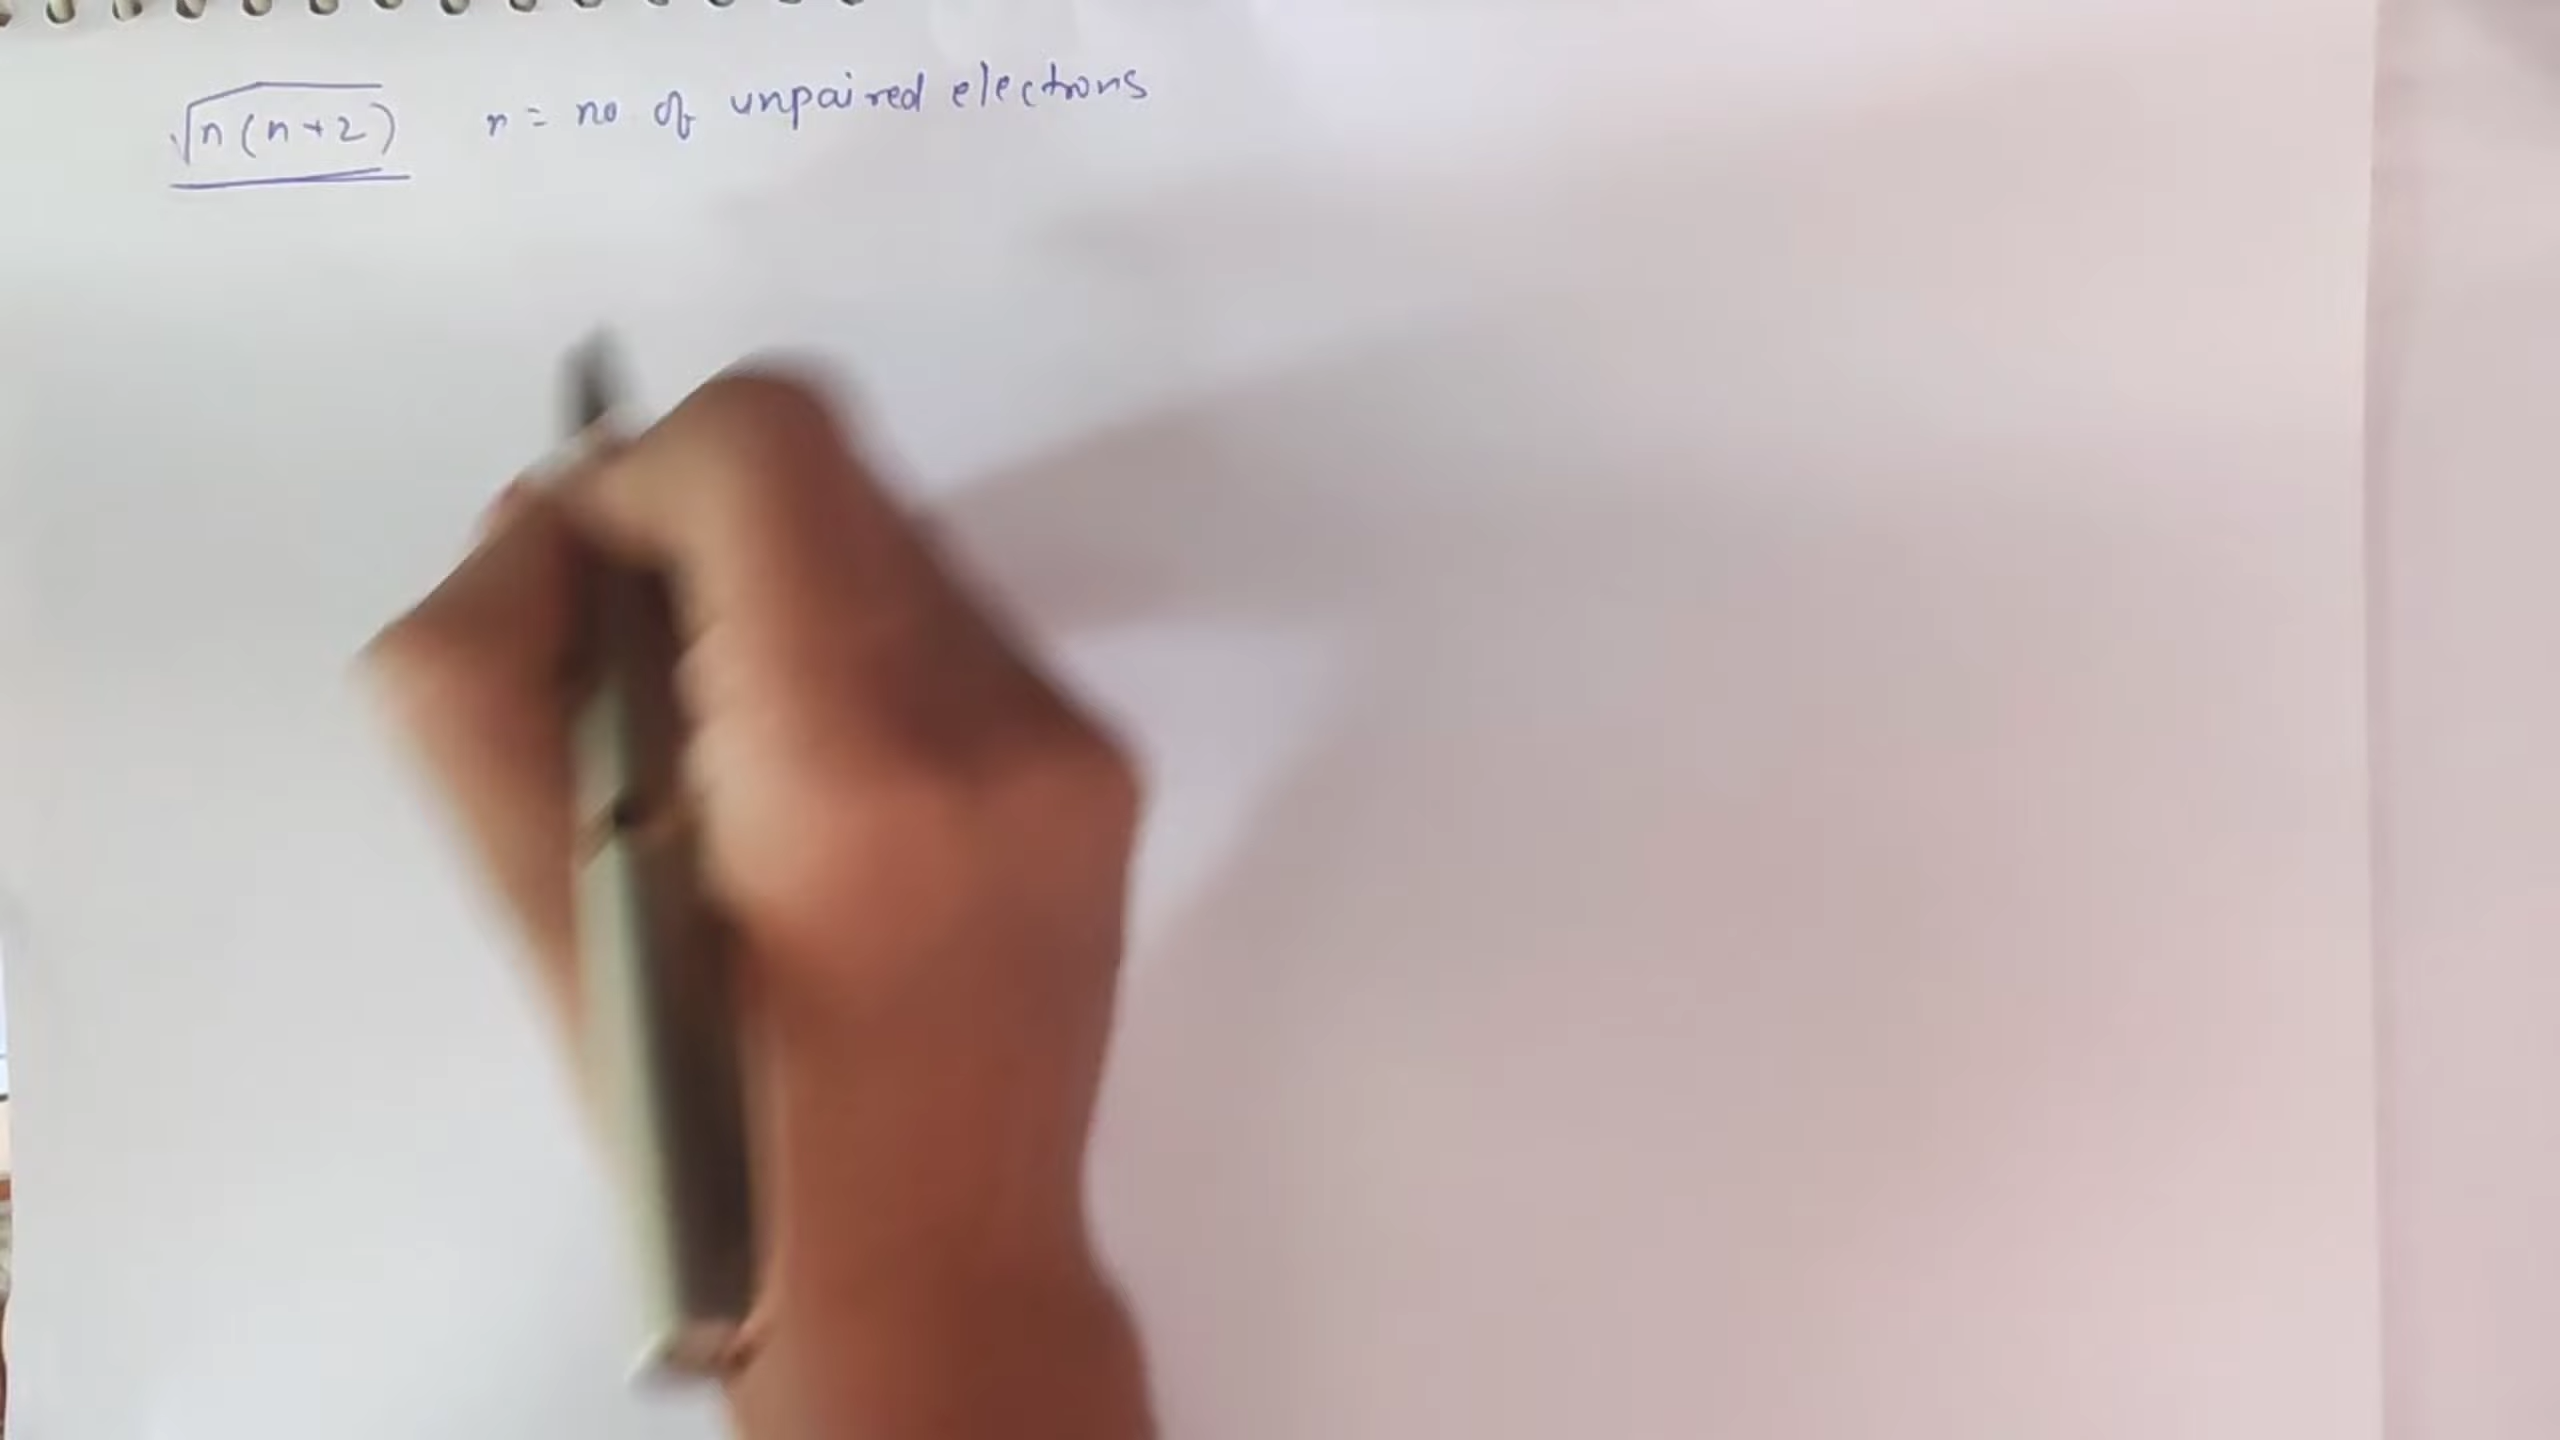 √n(n+2) n = no of unpaired electrons